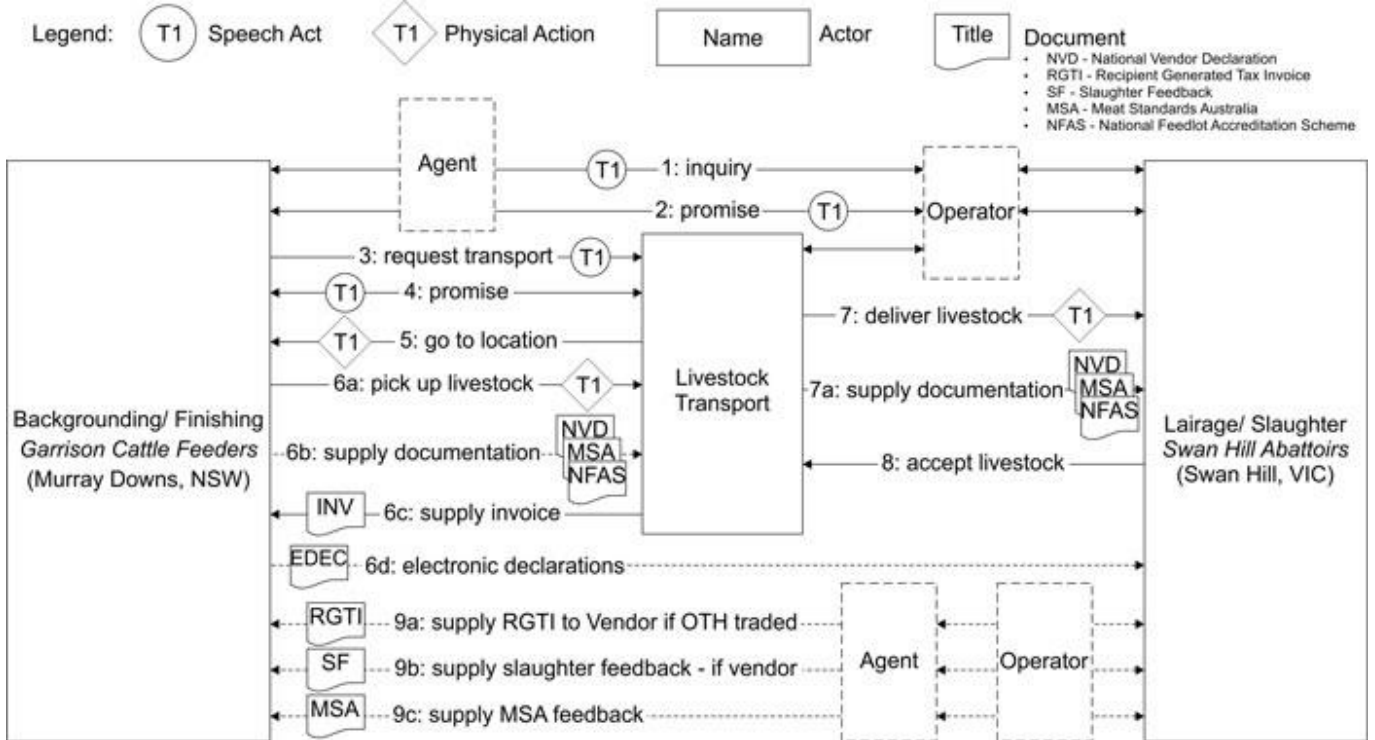 Legend: T1 Speech Act T1 Physical Action Name Actor Title Document
• NVD - National Vendor Declaration
• RGTI - Recipient Generated Tax Invoice
• SF - Slaughter Feedback
• MSA - Meat Standards Australia
• NFAS - National Feedlot Accreditation Scheme
Agent
T1 1: inquiry
2: promise T1
Operator
3: request transport T1
T1 4: promise
T1 5: go to location
6a: pick up livestock T1
6b: supply documentation
NVD
MSA
NFAS
INV 6c: supply invoice
EDEC 6d: electronic declarations
Backgrounding/ Finishing
Garrison Cattle Feeders
(Murray Downs, NSW)
Livestock
Transport
7: deliver livestock T1
7a: supply documentation
NVD
MSA
NFAS
8: accept livestock
Lairage/ Slaughter
Swan Hill Abattoirs
(Swan Hill, VIC)
RGTI 9a: supply RGTI to Vendor if OTH traded
SF 9b: supply slaughter feedback - if vendor
MSA 9c: supply MSA feedback
Agent
Operator